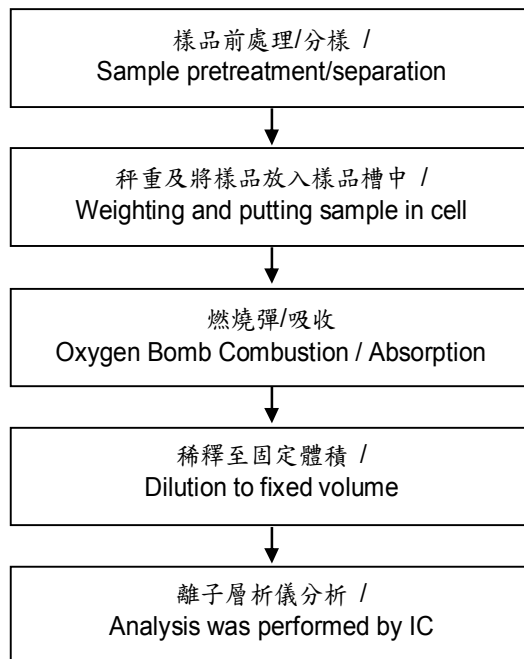 樣品前處理/分樣 /
Sample pretreatment/separation
秤重及將樣品放入樣品槽中 /
Weighting and putting sample in cell
燃燒彈/吸收
Oxygen Bomb Combustion / Absorption
稀釋至固定體積 /
Dilution to fixed volume
離子層析儀分析 /
Analysis was performed by IC